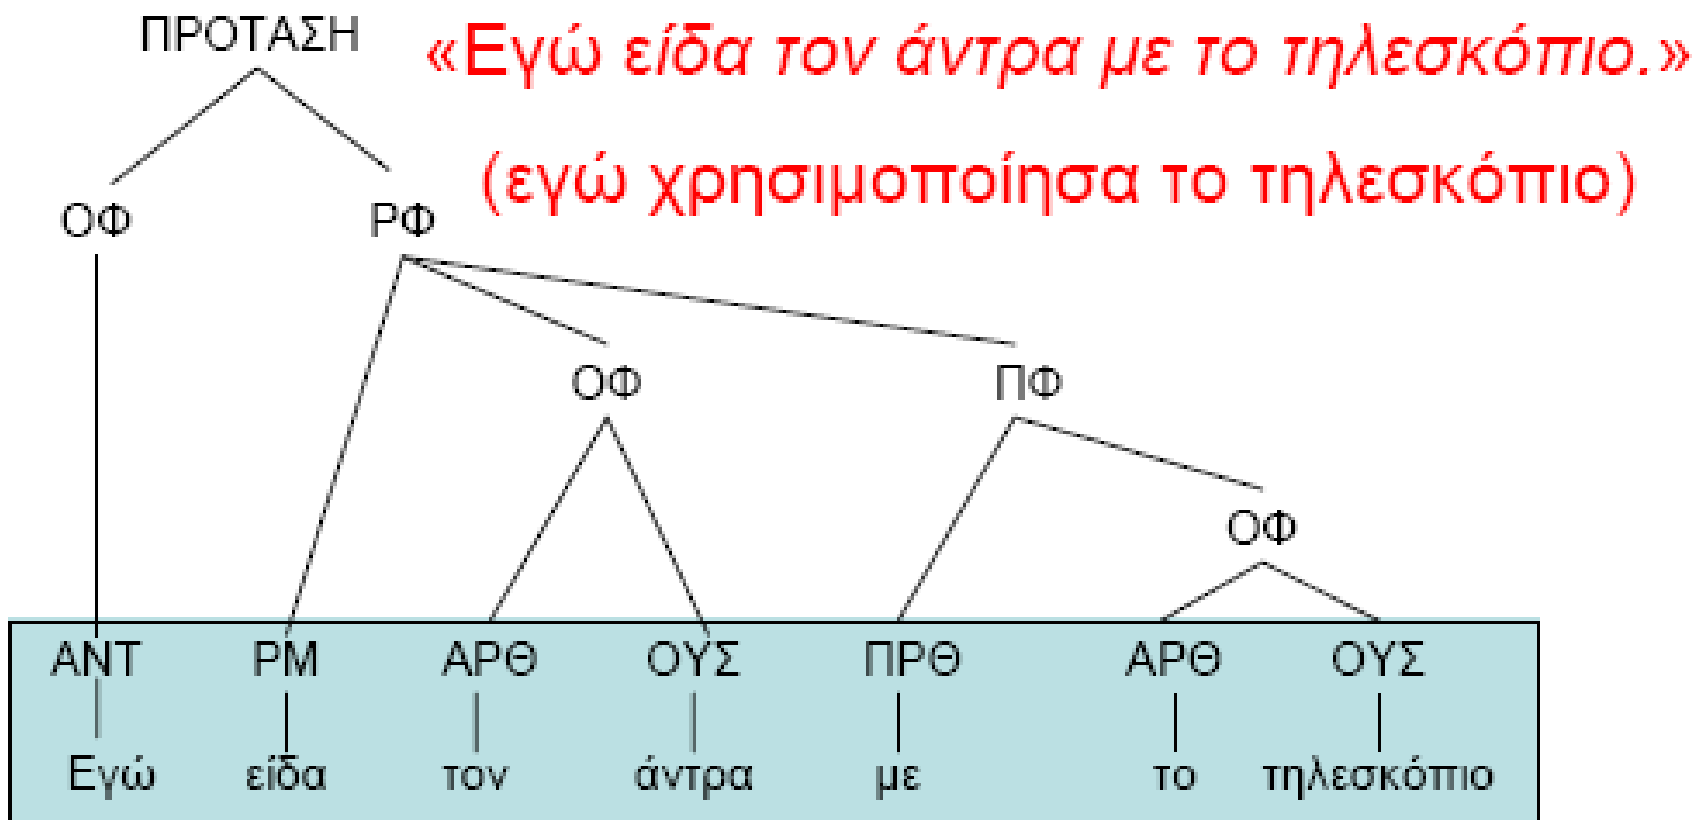 ΠΡΟΤΑΣΗ «Εγώ είδα τον άντρα με το τηλεσκόπιο.»
(εγώ χρησιμοποίησα το τηλεσκόπιο)
ΟΦ ΡΦ
ΟΦ ΠΦ
ΟΦ
ΑΝΤ ΡΜ ΑΡΘ ΟΥΣ ΠΡΘ ΑΡΘ ΟΥΣ
Εγώ είδα τον άντρα με το τηλεσκόπιο